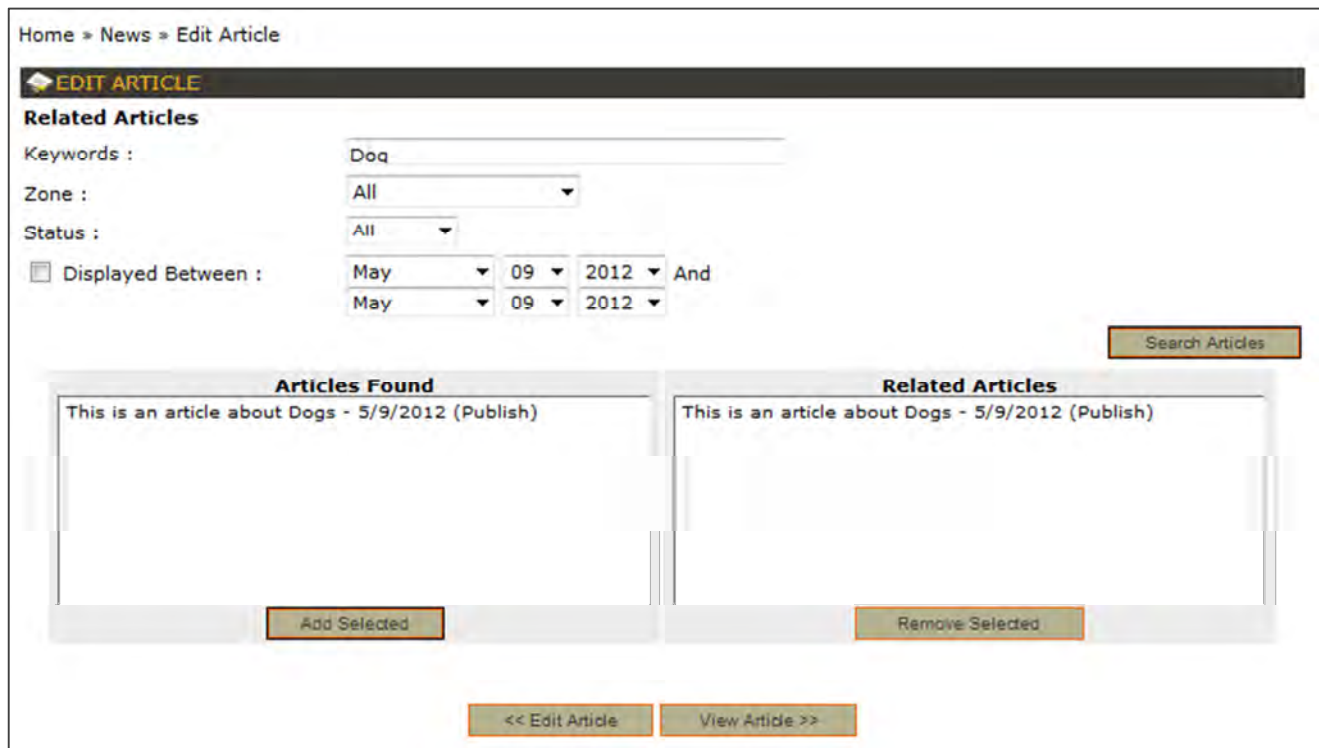 Home » News » Edit Article
EDIT ARTICLE
Related Articles
Keywords : Dog
Zone : All
Status : All
Displayed Between : May 09 2012 And
May 09 2012
Search Articles
Articles Found Related Articles
This is an article about Dogs - 5/9/2012 (Publish) This is an article about Dogs - 5/9/2012 (Publish)
Add Selected Remove Selected
<< Edit Article View Article >>